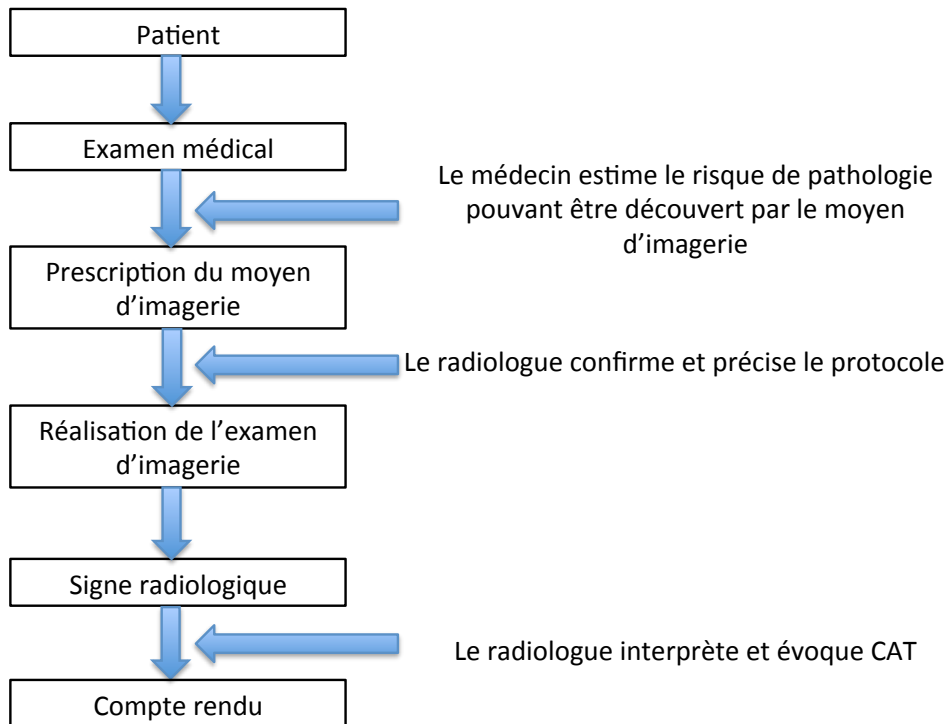 Patient
Examen médical
Le médecin estime le risque de pathologie
pouvant être découvert par le moyen
d’imagerie
Prescription du moyen
d’imagerie
Le radiologue confirme et précise le protocole
Réalisation de l’examen
d’imagerie
Signe radiologique
Le radiologue interprète et évoque CAT
Compte rendu